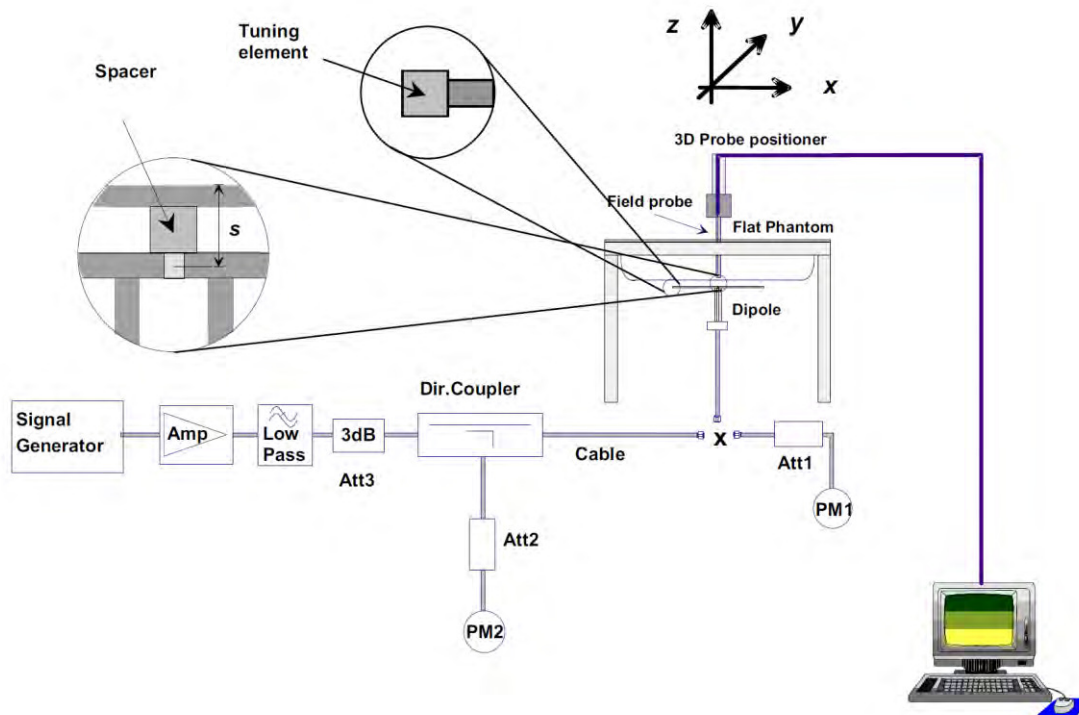 Tuning
element
Spacer
z
y
x
3D Probe positioner
Field probe
Flat Phantom
s
Dipole
Dir.Coupler
Signal
Generator
Amp
Low
Pass
3dB
Att3
Cable
X
Att1
PM1
Att2
PM2